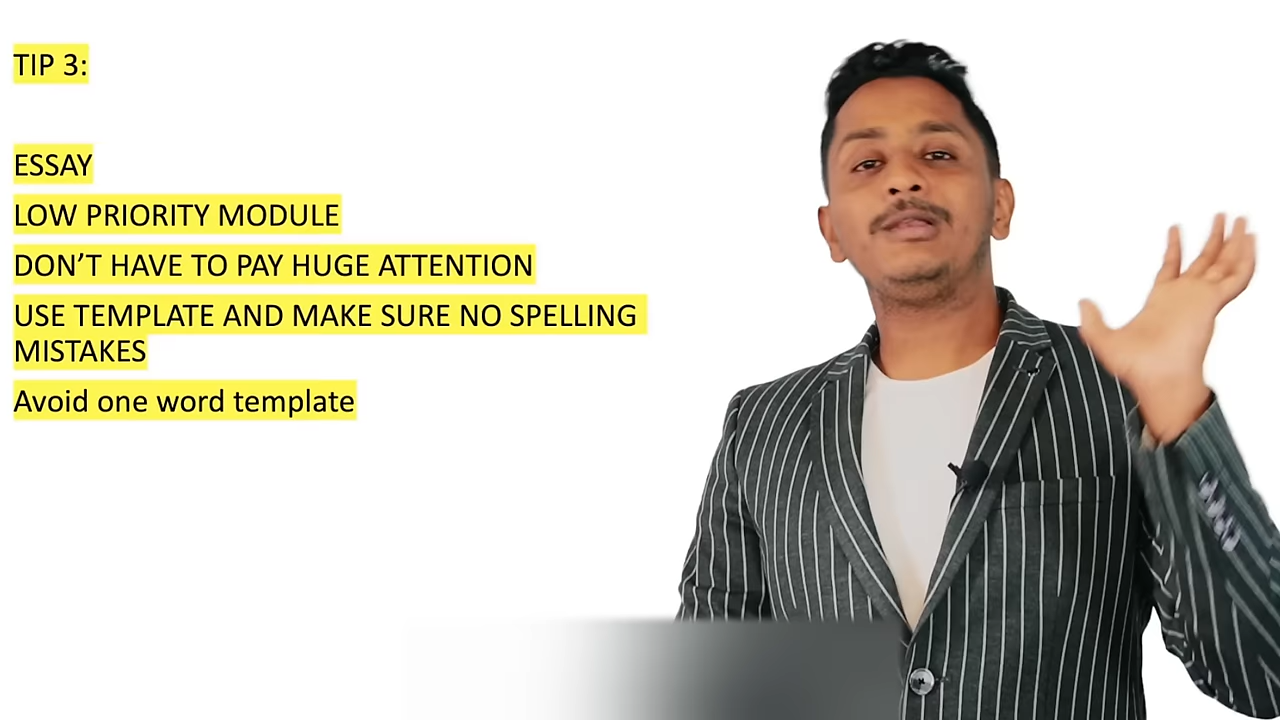 TIP 3:
ESSAY
LOW PRIORITY MODULE
DON’T HAVE TO PAY HUGE ATTENTION
USE TEMPLATE AND MAKE SURE NO SPELLING
MISTAKES
Avoid one word template